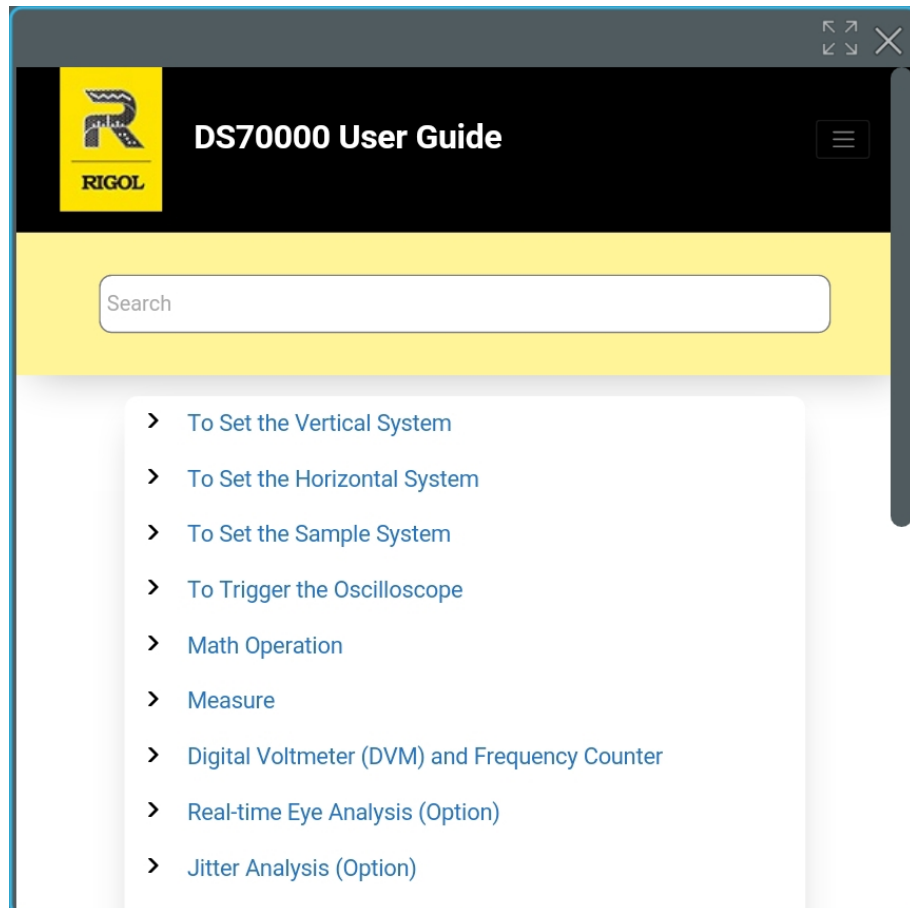 RIGOL
DS70000 User Guide
Search
To Set the Vertical System
To Set the Horizontal System
To Set the Sample System
To Trigger the Oscilloscope
Math Operation
Measure
Digital Voltmeter (DVM) and Frequency Counter
Real-time Eye Analysis (Option)
Jitter Analysis (Option)